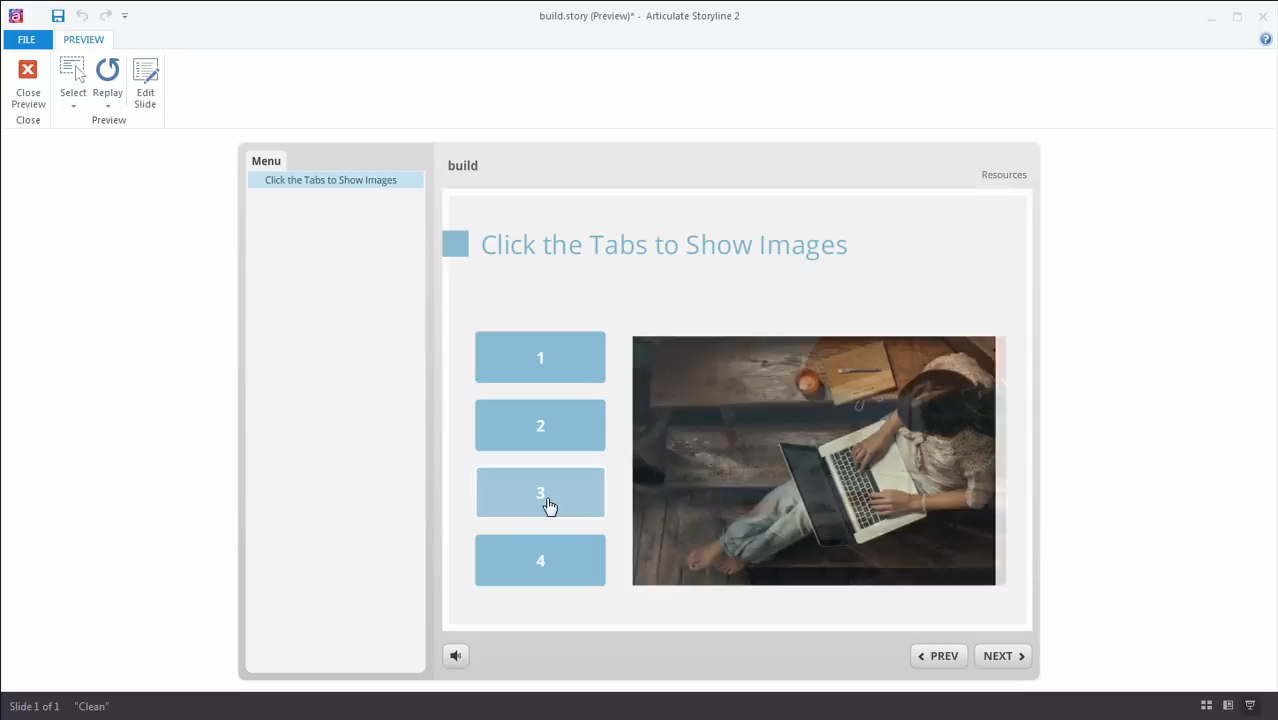 build.story (Preview)* - Articulate Storyline 2
FILE
PREVIEW
Close
Preview
Select
Replay
Edit
Slide
Close
Preview
Menu
Click the Tabs to Show Images
build
Resources
Click the Tabs to Show Images
1
2
3
4
PREV
NEXT
Slide 1 of 1
"Clean"